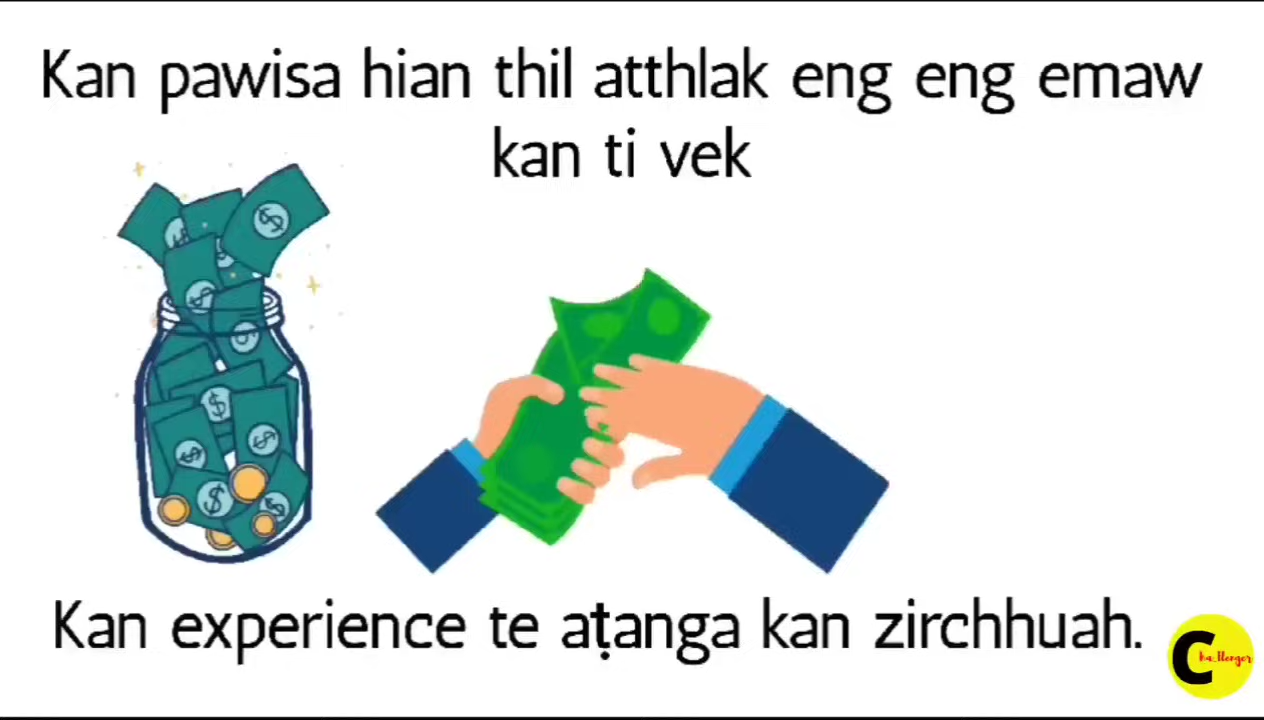 Kan pawisa hian thil atthlak eng eng emaw
kan ti vek
Kan experience te aṭanga kan zirchhuah.
C